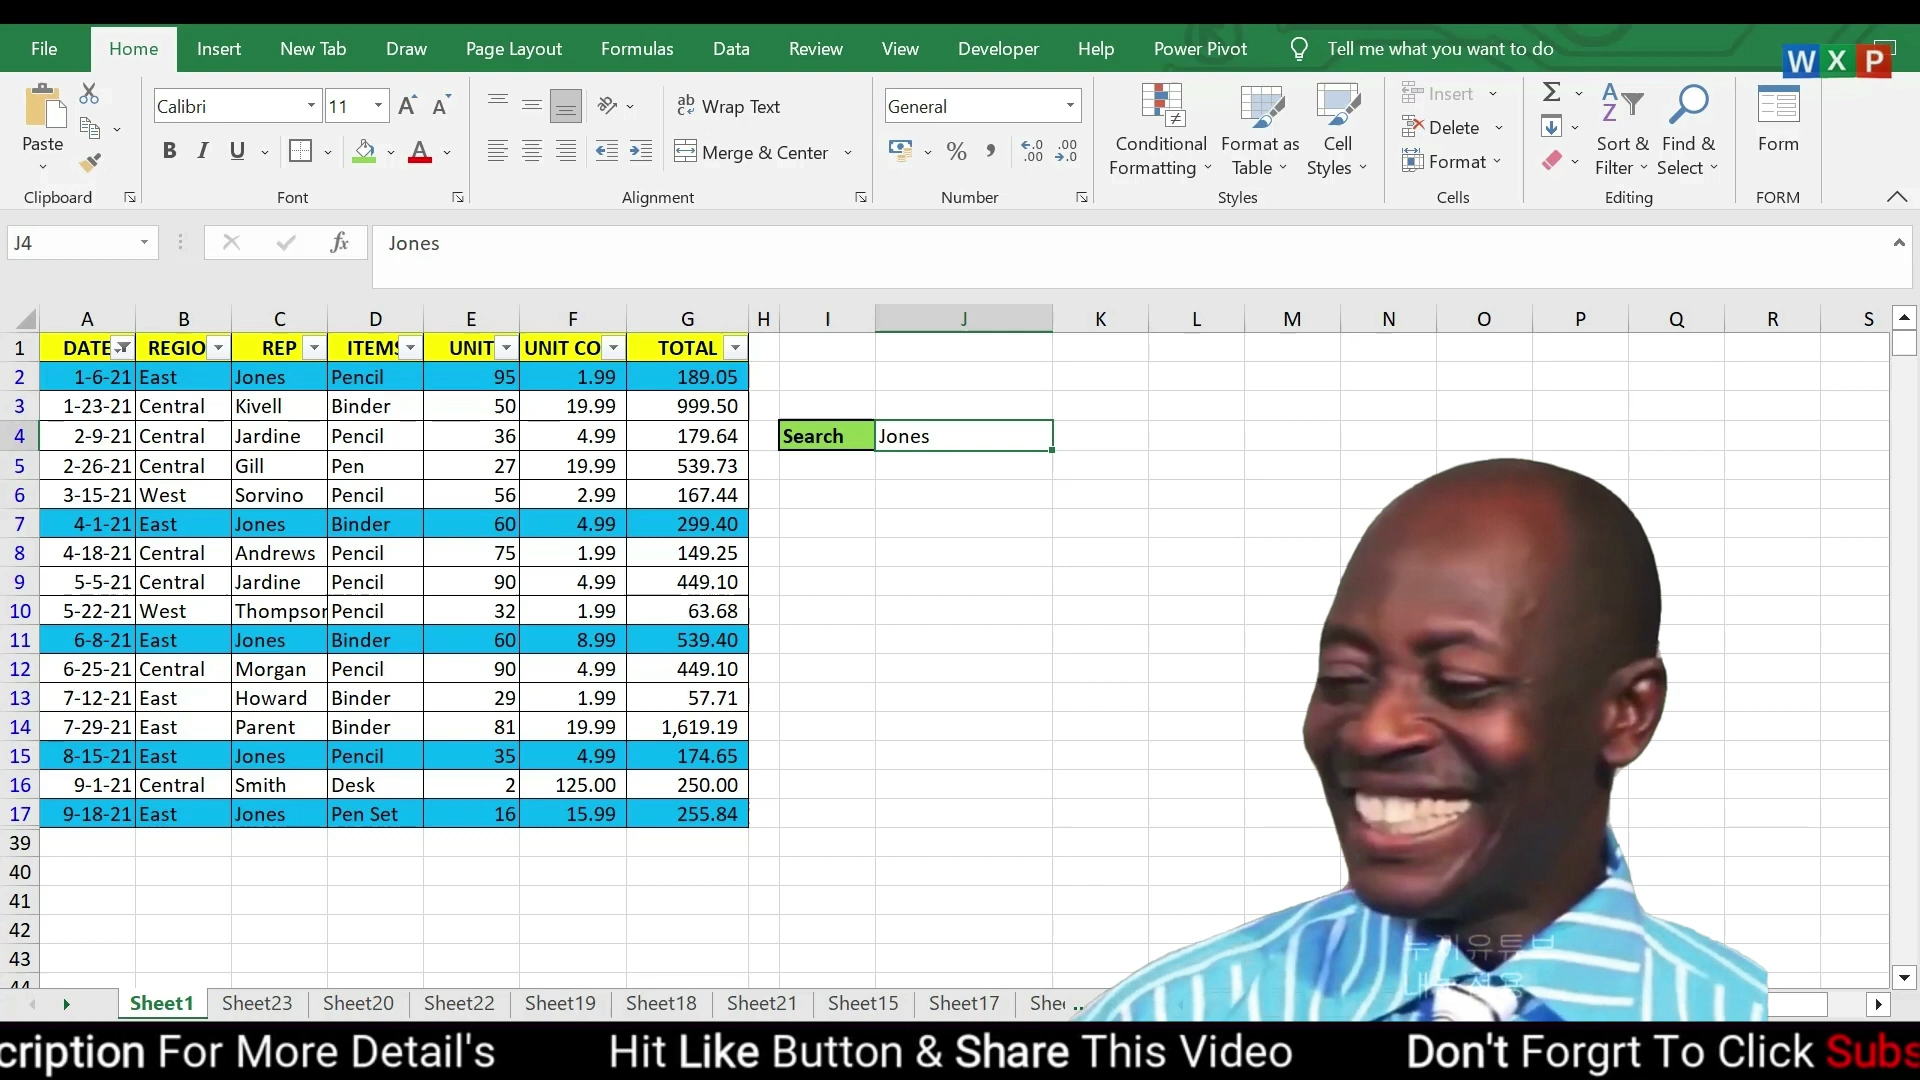 File Home Insert New Tab Draw Page Layout Formulas Data Review View Developer Help Power Pivot Tell me what you want to do
W X P
Calibri 11 Wrap Text General Insert
Paste Merge & Center Conditional Formatting Format as Table Cell Styles Delete Format Sort & Filter Find & Select Form
Clipboard Font Alignment Number Styles Cells Editing FORM
J4 fx Jones
A B C D E F G H I J K L M N O P Q R S
1 DATE REGIO REP ITEMS UNIT UNIT CO TOTAL
2 1-6-21 East Jones Pencil 95 1.99 189.05
3 1-23-21 Central Kivell Binder 50 19.99 999.50
4 2-9-21 Central Jardine Pencil 36 4.99 179.64 Search Jones
5 2-26-21 Central Gill Pen 27 19.99 539.73
6 3-15-21 West Sorvino Pencil 56 2.99 167.44
7 4-1-21 East Jones Binder 60 4.99 299.40
8 4-18-21 Central Andrews Pencil 75 1.99 149.25
9 5-5-21 Central Jardine Pencil 90 4.99 449.10
10 5-22-21 West Thompson Pencil 32 1.99 63.68
11 6-8-21 East Jones Binder 60 8.99 539.40
12 6-25-21 Central Morgan Pencil 90 4.99 449.10
13 7-12-21 East Howard Binder 29 1.99 57.71
14 7-29-21 East Parent Binder 81 19.99 1,619.19
15 8-15-21 East Jones Pencil 35 4.99 174.65
16 9-1-21 Central Smith Desk 2 125.00 250.00
17 9-18-21 East Jones Pen Set 16 15.99 255.84
39
40
41
42
43
44
Sheet1 Sheet23 Sheet20 Sheet22 Sheet19 Sheet18 Sheet21 Sheet15 Sheet17 She ...
cription For More Detail's Hit Like Button & Share This Video Don't Forgrt To Click Subs